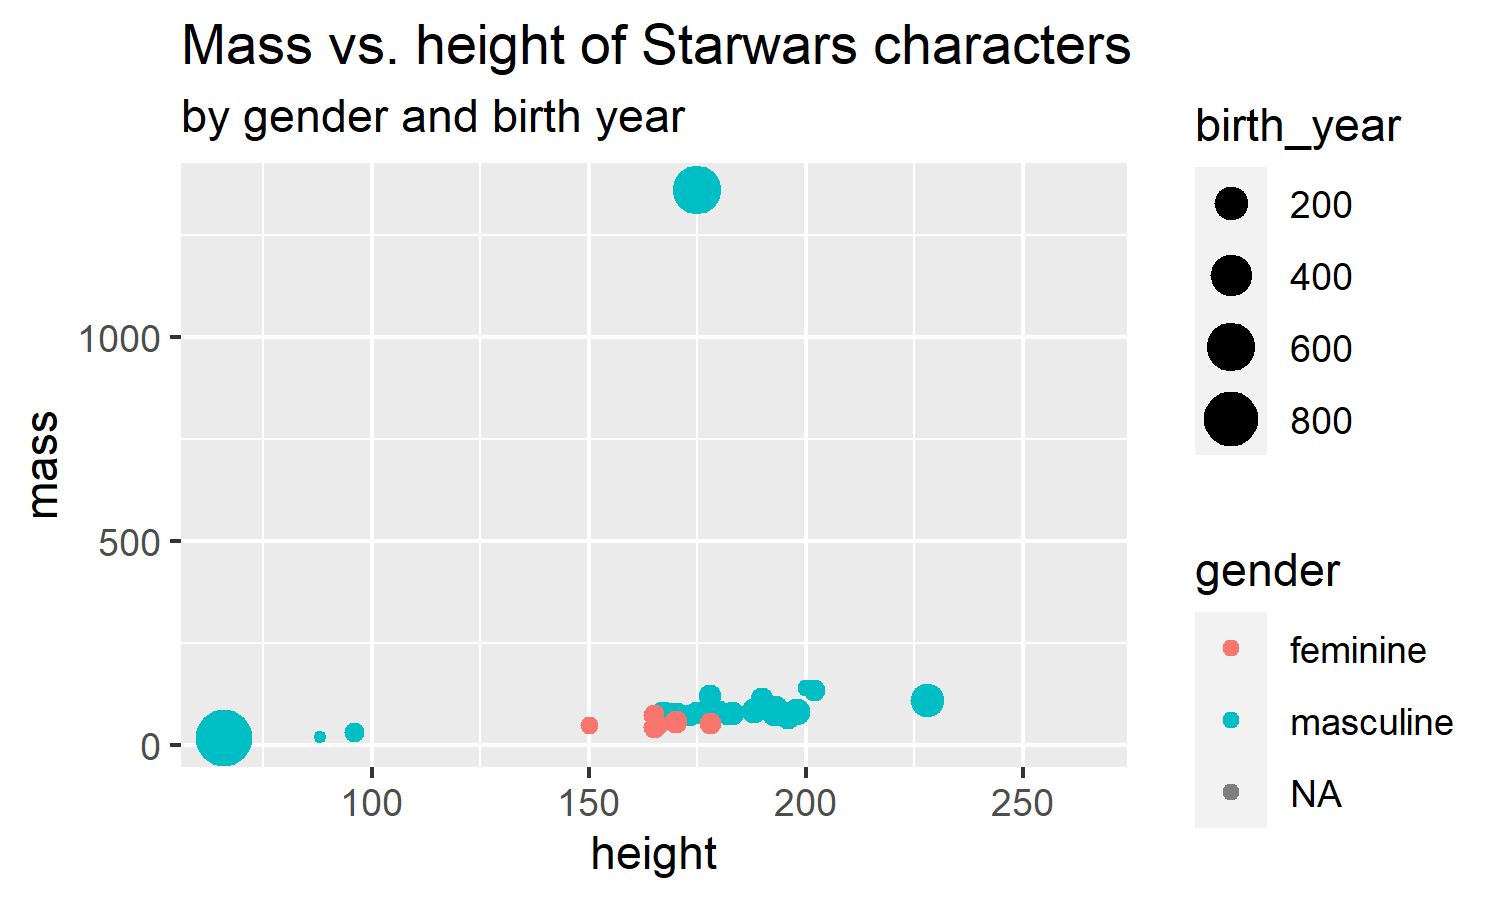 Mass vs. height of Starwars characters
by gender and birth year
mass
1000
500
0
100
150
200
250
height
birth_year
200
400
600
800
gender
feminine
masculine
NA